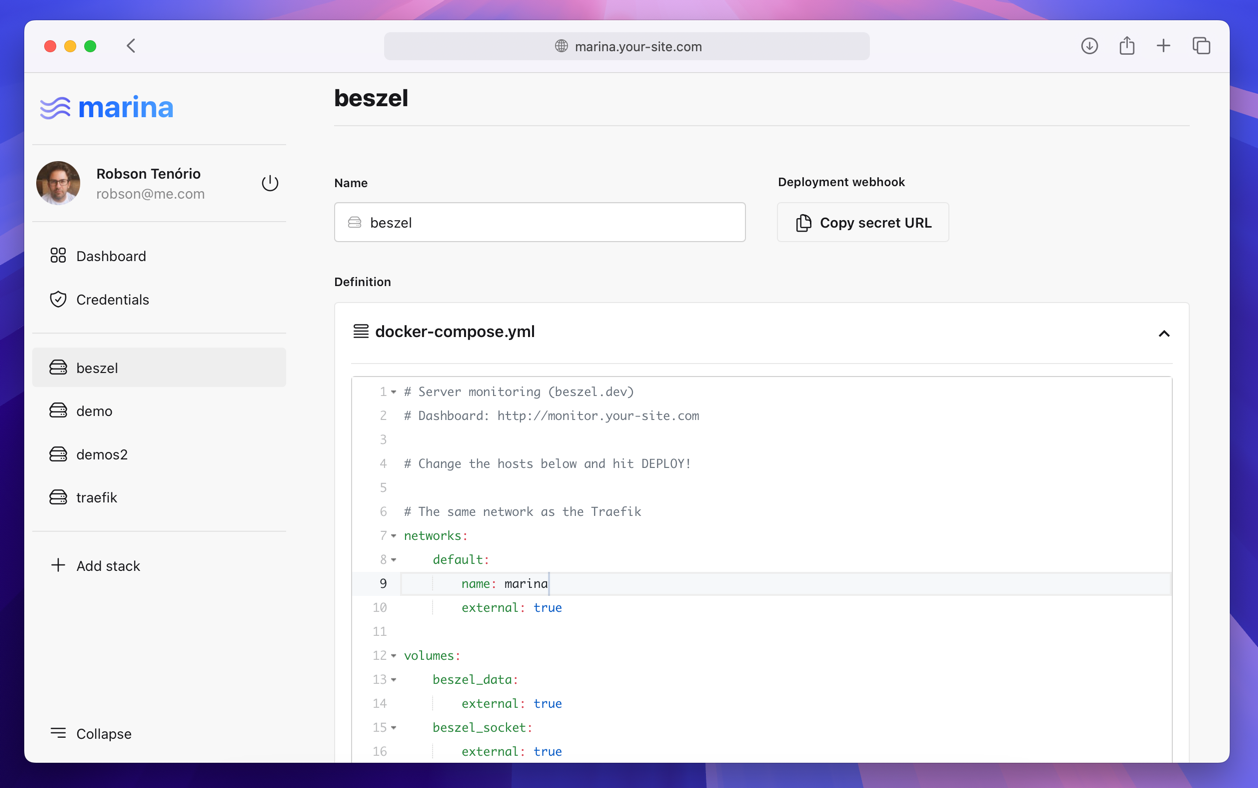 marina.your-site.com
marina
Robson Tenório
robson@me.com
Dashboard
Credentials
beszel
demo
demos2
traefik
Add stack
Collapse
beszel
Name
beszel
Deployment webhook
Copy secret URL
Definition
docker-compose.yml
1 # Server monitoring (beszel.dev)
2 # Dashboard: http://monitor.your-site.com
3
4 # Change the hosts below and hit DEPLOY!
5
6 # The same network as the Traefik
7 networks:
8 default:
9 name: marina
10 external: true
11
12 volumes:
13 beszel_data:
14 external: true
15 beszel_socket:
16 external: true